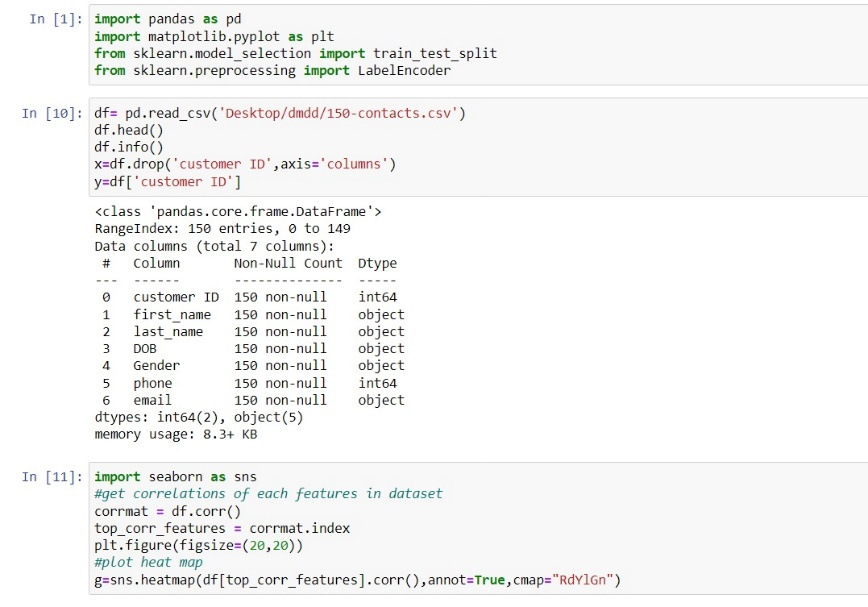 In [1]: import pandas as pd
import matplotlib.pyplot as plt
from sklearn.model_selection import train_test_split
from sklearn.preprocessing import LabelEncoder
In [10]: df= pd.read_csv('Desktop/dmdd/150-contacts.csv')
df.head()
df.info()
x=df.drop('customer ID',axis='columns')
y=df['customer ID']
<class 'pandas.core.frame.DataFrame'>
RangeIndex: 150 entries, 0 to 149
Data columns (total 7 columns):
 #   Column       Non-Null Count  Dtype
---  ------       --------------  -----
 0   customer ID  150 non-null    int64
 1   first_name   150 non-null    object
 2   last_name    150 non-null    object
 3   DOB          150 non-null    object
 4   Gender       150 non-null    object
 5   phone        150 non-null    int64
 6   email        150 non-null    object
dtypes: int64(2), object(5)
memory usage: 8.3+ KB
In [11]: import seaborn as sns
#get correlations of each features in dataset
corrmat = df.corr()
top_corr_features = corrmat.index
plt.figure(figsize=(20,20))
#plot heat map
g=sns.heatmap(df[top_corr_features].corr(),annot=True,cmap="RdYlGn")